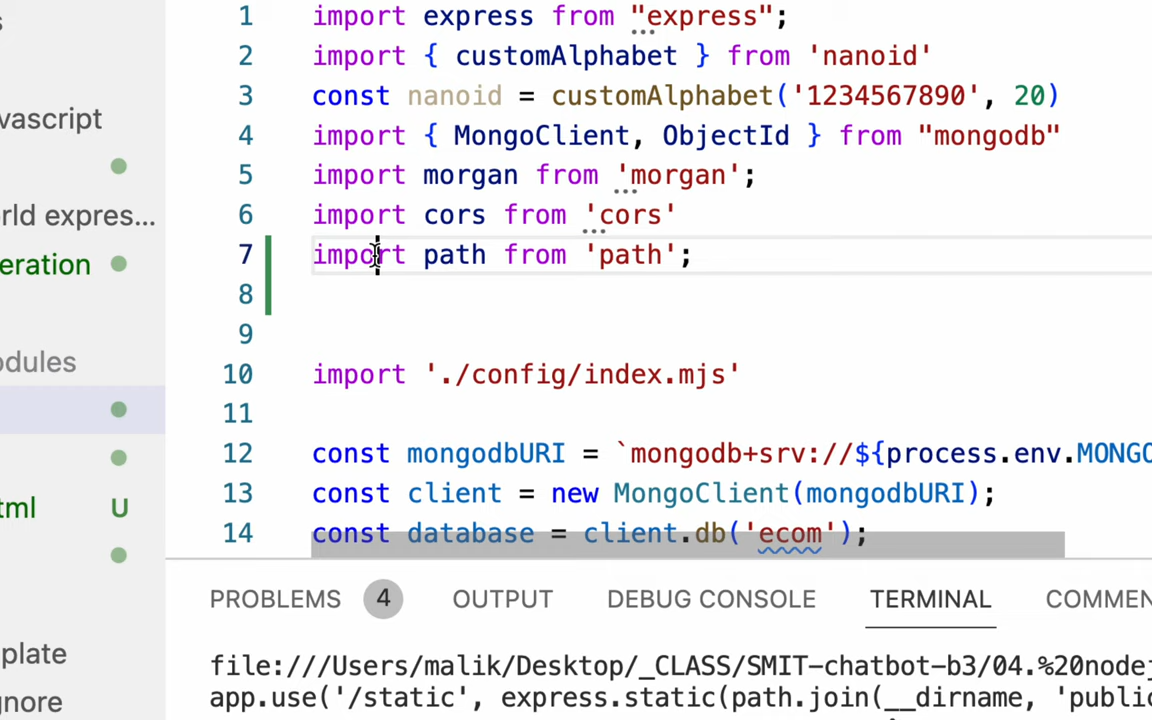 1 import express from "express";
2 import { customAlphabet } from 'nanoid'
3 const nanoid = customAlphabet('1234567890', 20)
vascript
4 import { MongoClient, ObjectId } from "mongodb"
5 import morgan from 'morgan';
rld expres...
6 import cors from 'cors'
eration
7 import path from 'path';
8
9
odules
10 import './config/index.mjs'
11
12 const mongodbURI = `mongodb+srv://${process.env.MONGO
13 const client = new MongoClient(mongodbURI);
tml U
14 const database = client.db('ecom');
PROBLEMS 4 OUTPUT DEBUG CONSOLE TERMINAL COMMEN
plate
file:///Users/malik/Desktop/_CLASS/SMIT-chatbot-b3/04.%20nodej
gnore
app.use('/static', express.static(path.join(__dirname, 'public